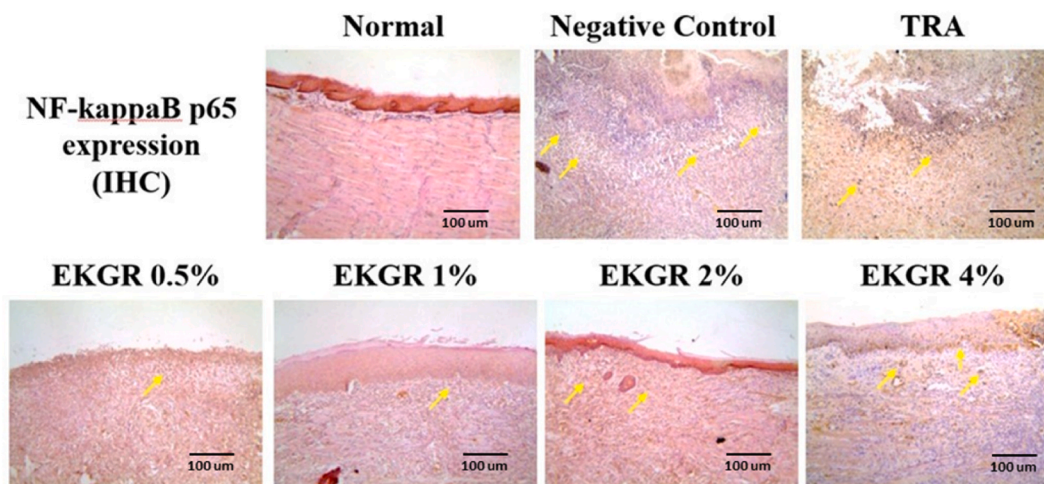 Normal
Negative Control
TRA
NF-kappaB p65
expression
(IHC)
100 um
100 um
100 um
EKGR 0.5%
EKGR 1%
EKGR 2%
EKGR 4%
100 um
100 um
100 um
100 um